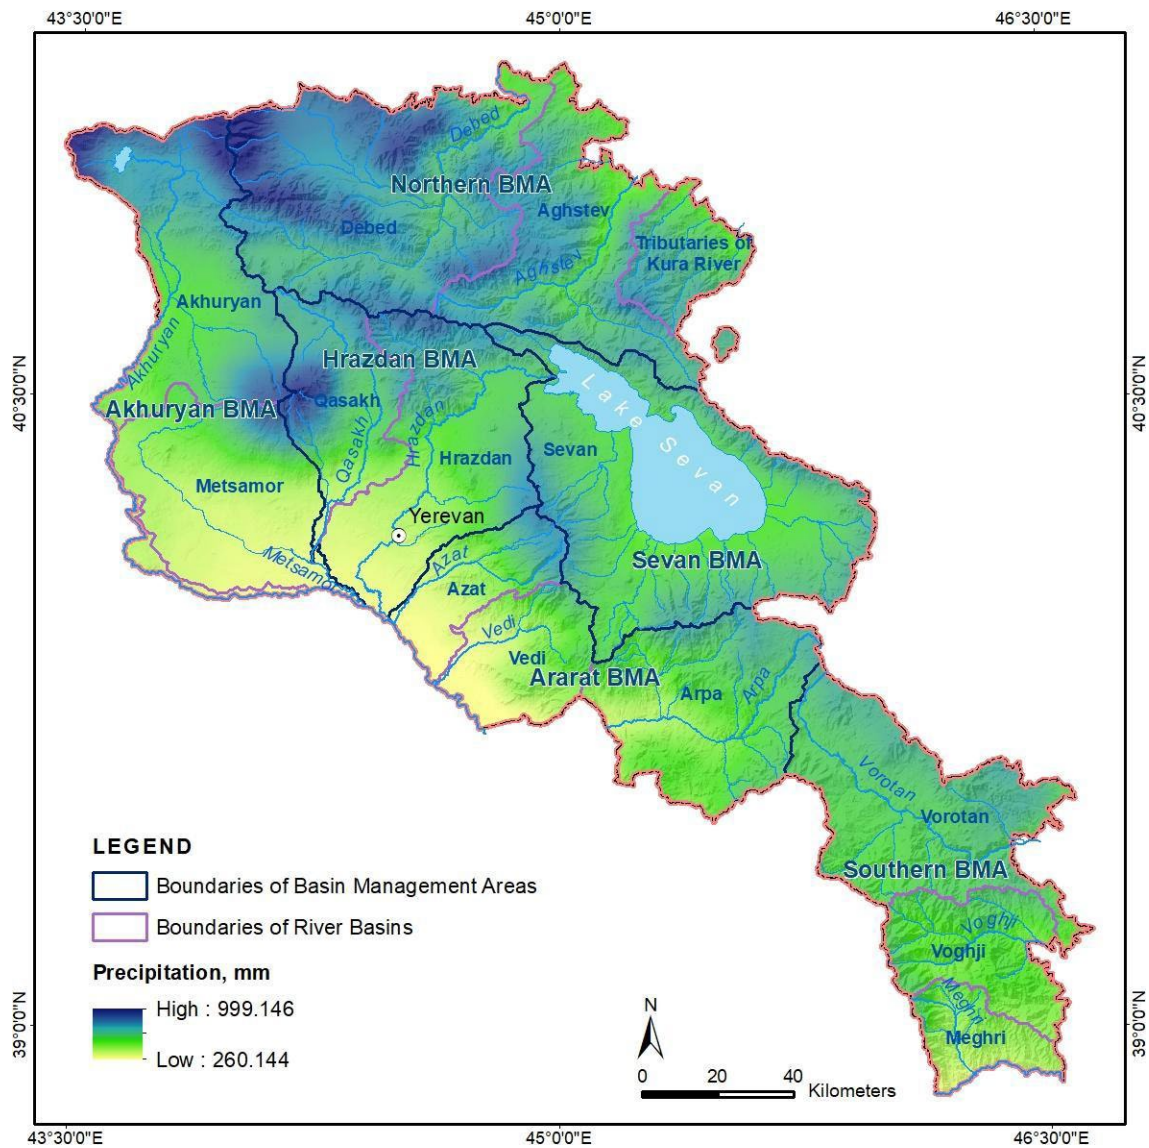 43°30'0"E
45°0'0"E
46°30'0"E
Debed
Northern BMA
Aghstev
Debed
Tributaries of
Kura River
Aghstev
Akhuryan
Akhuryan
Hrazdan BMA
40°30'0"N
40°30'0"N
Lake Sevan
Qasakh
Akhuryan BMA
Hrazdan
Qasakh
Hrazdan
Sevan
Metsamor
Yerevan
Metsamor
Azat
Sevan BMA
Azat
Vedi
Vedi
Ararat BMA
Arpa
Arpa
Vorotan
Vorotan
Southern BMA
Voghji
Voghji
Meghri
Meghri
LEGEND
Boundaries of Basin Management Areas
Boundaries of River Basins
Precipitation, mm
High : 999.146
Low : 260.144
N
0 20 40 Kilometers
39°0'0"N
39°0'0"N
43°30'0"E
45°0'0"E
46°30'0"E